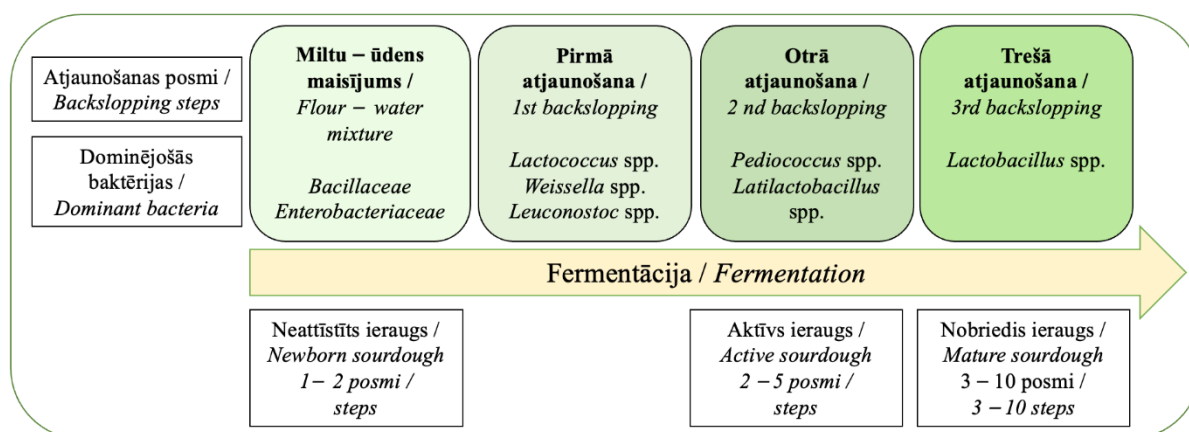 Atjaunošanas posmi /
Backslopping steps
Dominējošās
baktērijas /
Dominant bacteria
Miltu – ūdens
maisījums /
Flour – water
mixture
Bacillaceae
Enterobacteriaceae
Pirmā
atjaunošana /
1st backslopping
Lactococcus spp.
Weissella spp.
Leuconostoc spp.
Otrā
atjaunošana /
2 nd backslopping
Pediococcus spp.
Latilactobacillus
spp.
Trešā
atjaunošana /
3rd backslopping
Lactobacillus spp.
Fermentācija / Fermentation
Neattīstīts ieraugs /
Newborn sourdough
1– 2 posmi /
steps
Aktīvs ieraugs /
Active sourdough
2 – 5 posmi /
steps
Nobriedis ieraugs /
Mature sourdough
3 – 10 posmi /
3 – 10 steps